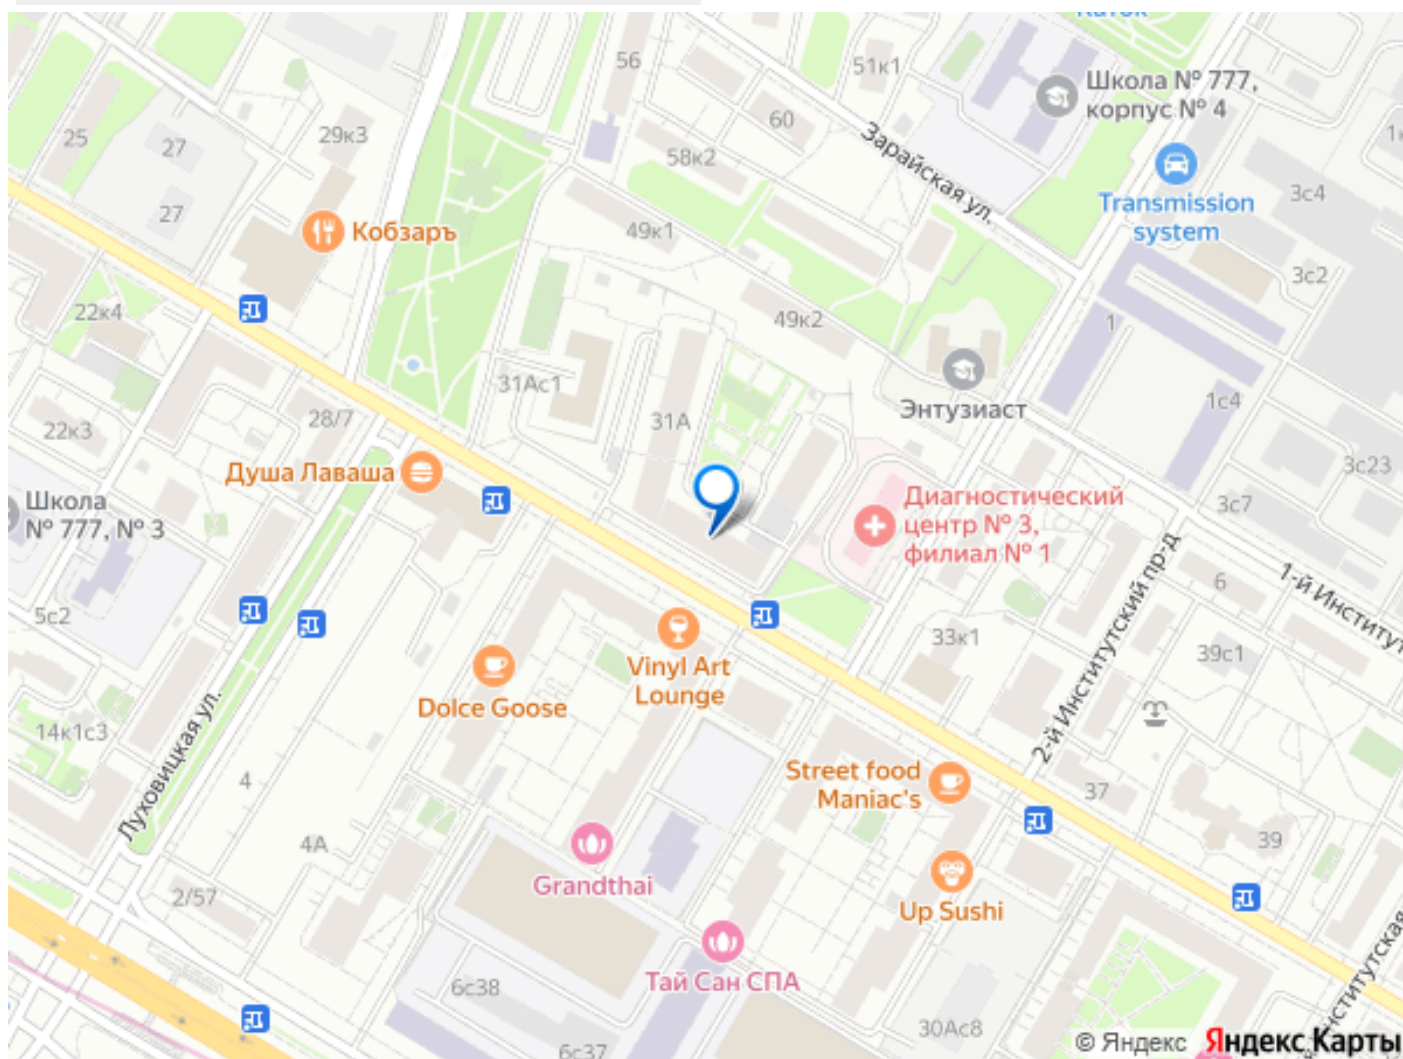 56
51к1
Школа № 777,
корпус № 4
25
27
29к3
60
58к2
Зарайская ул.
Transmission
system
3с4
27
Кобзаръ
49к1
3с2
22к4
49к2
1
31Ас1
Энтузиаст
1с4
28/7
31А
22к3
Душа Лаваша
3с23
Школа
№ 777, № 3
Диагностический
центр № 3,
филиал № 1
3с7
2-й Институтский пр-д
6
5с2
33к1
39с1
Vinyl Art
Lounge
Dolce Goose
14к1с3
Луховицкая ул.
4
Street food
Maniac's
37
4А
39
Grandthai
2/57
Up Sushi
Тай Сан СПА
6с38
30Ас8
6с37
© Яндекс Яндекс Карты